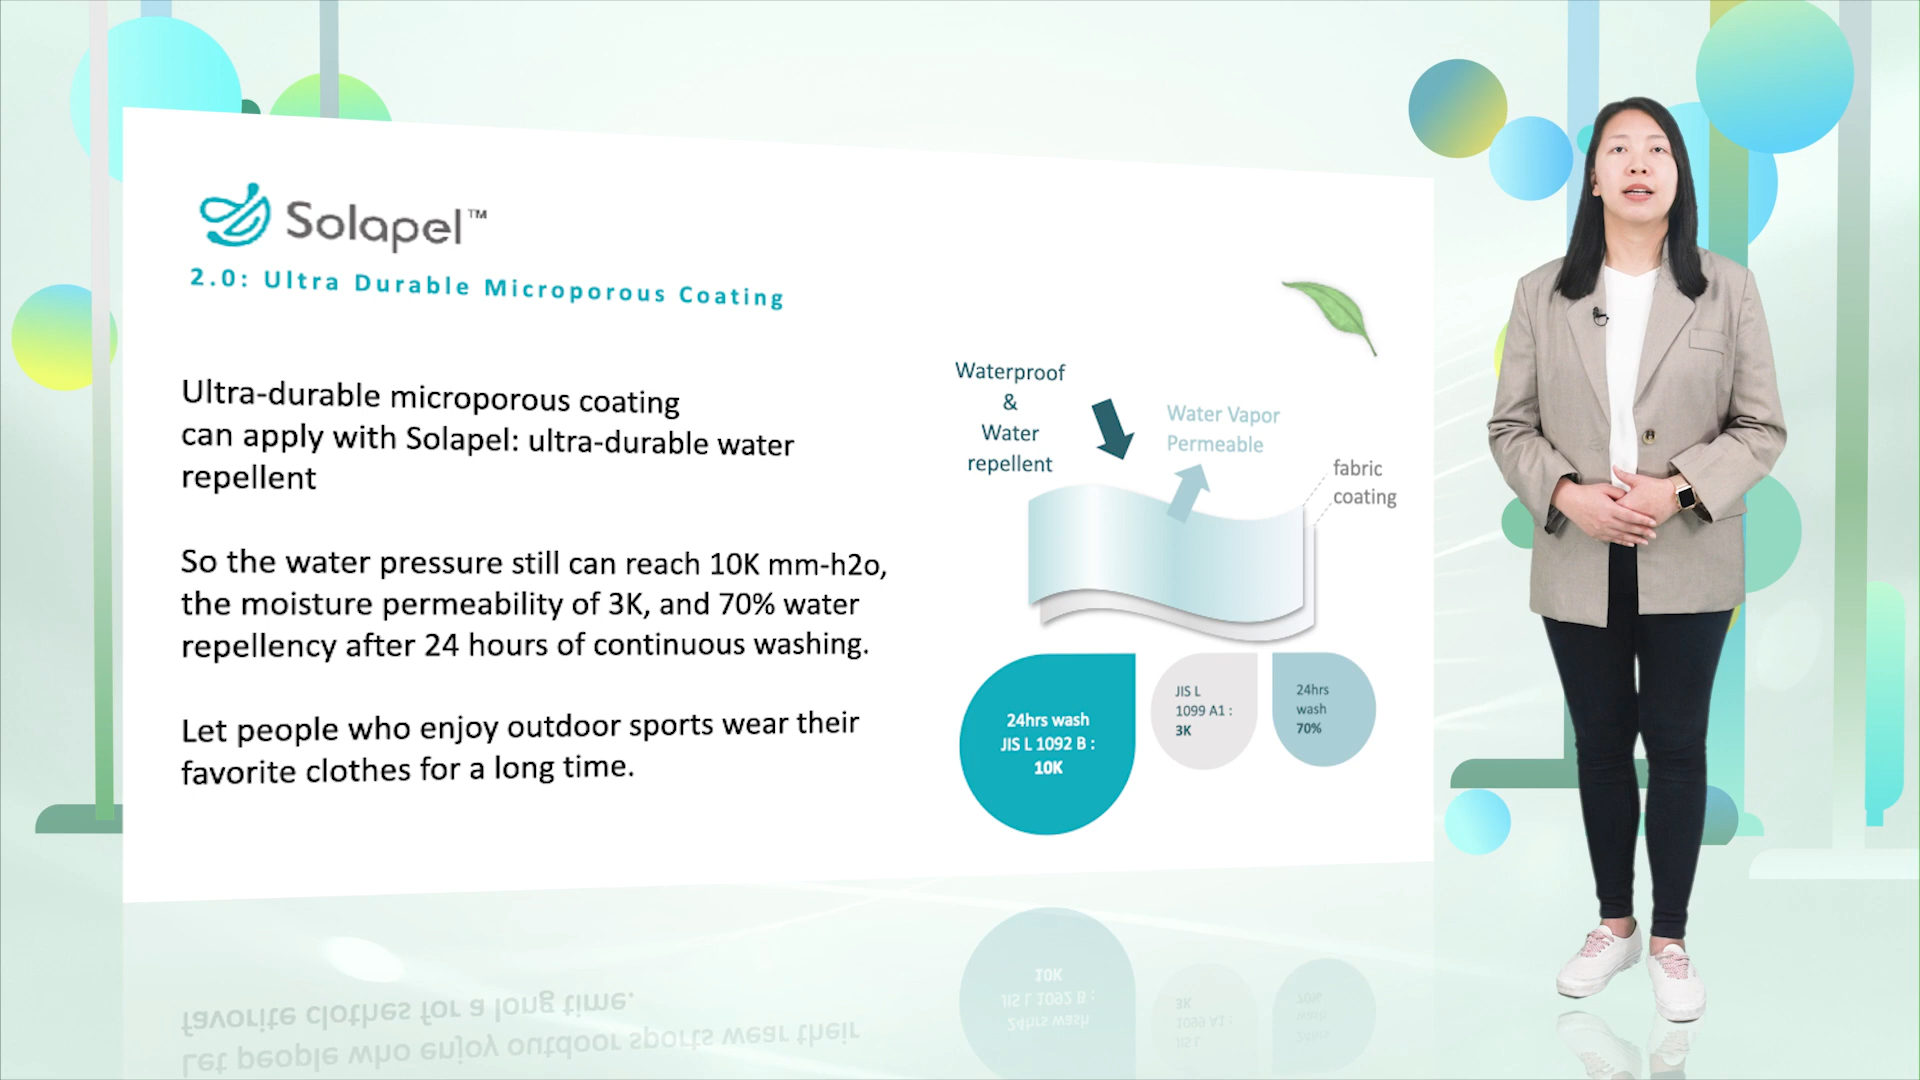 Solapel™
2.0: Ultra Durable Microporous Coating
Ultra-durable microporous coating
can apply with Solapel: ultra-durable water
repellent
So the water pressure still can reach 10K mm-h2o,
the moisture permeability of 3K, and 70% water
repellency after 24 hours of continuous washing.
Let people who enjoy outdoor sports wear their
favorite clothes for a long time.
Waterproof
&
Water
repellent
Water Vapor
Permeable
fabric
coating
24hrs wash
JIS L 1092 B :
10K
JIS L
1099 A1 :
3K
24hrs
wash
70%